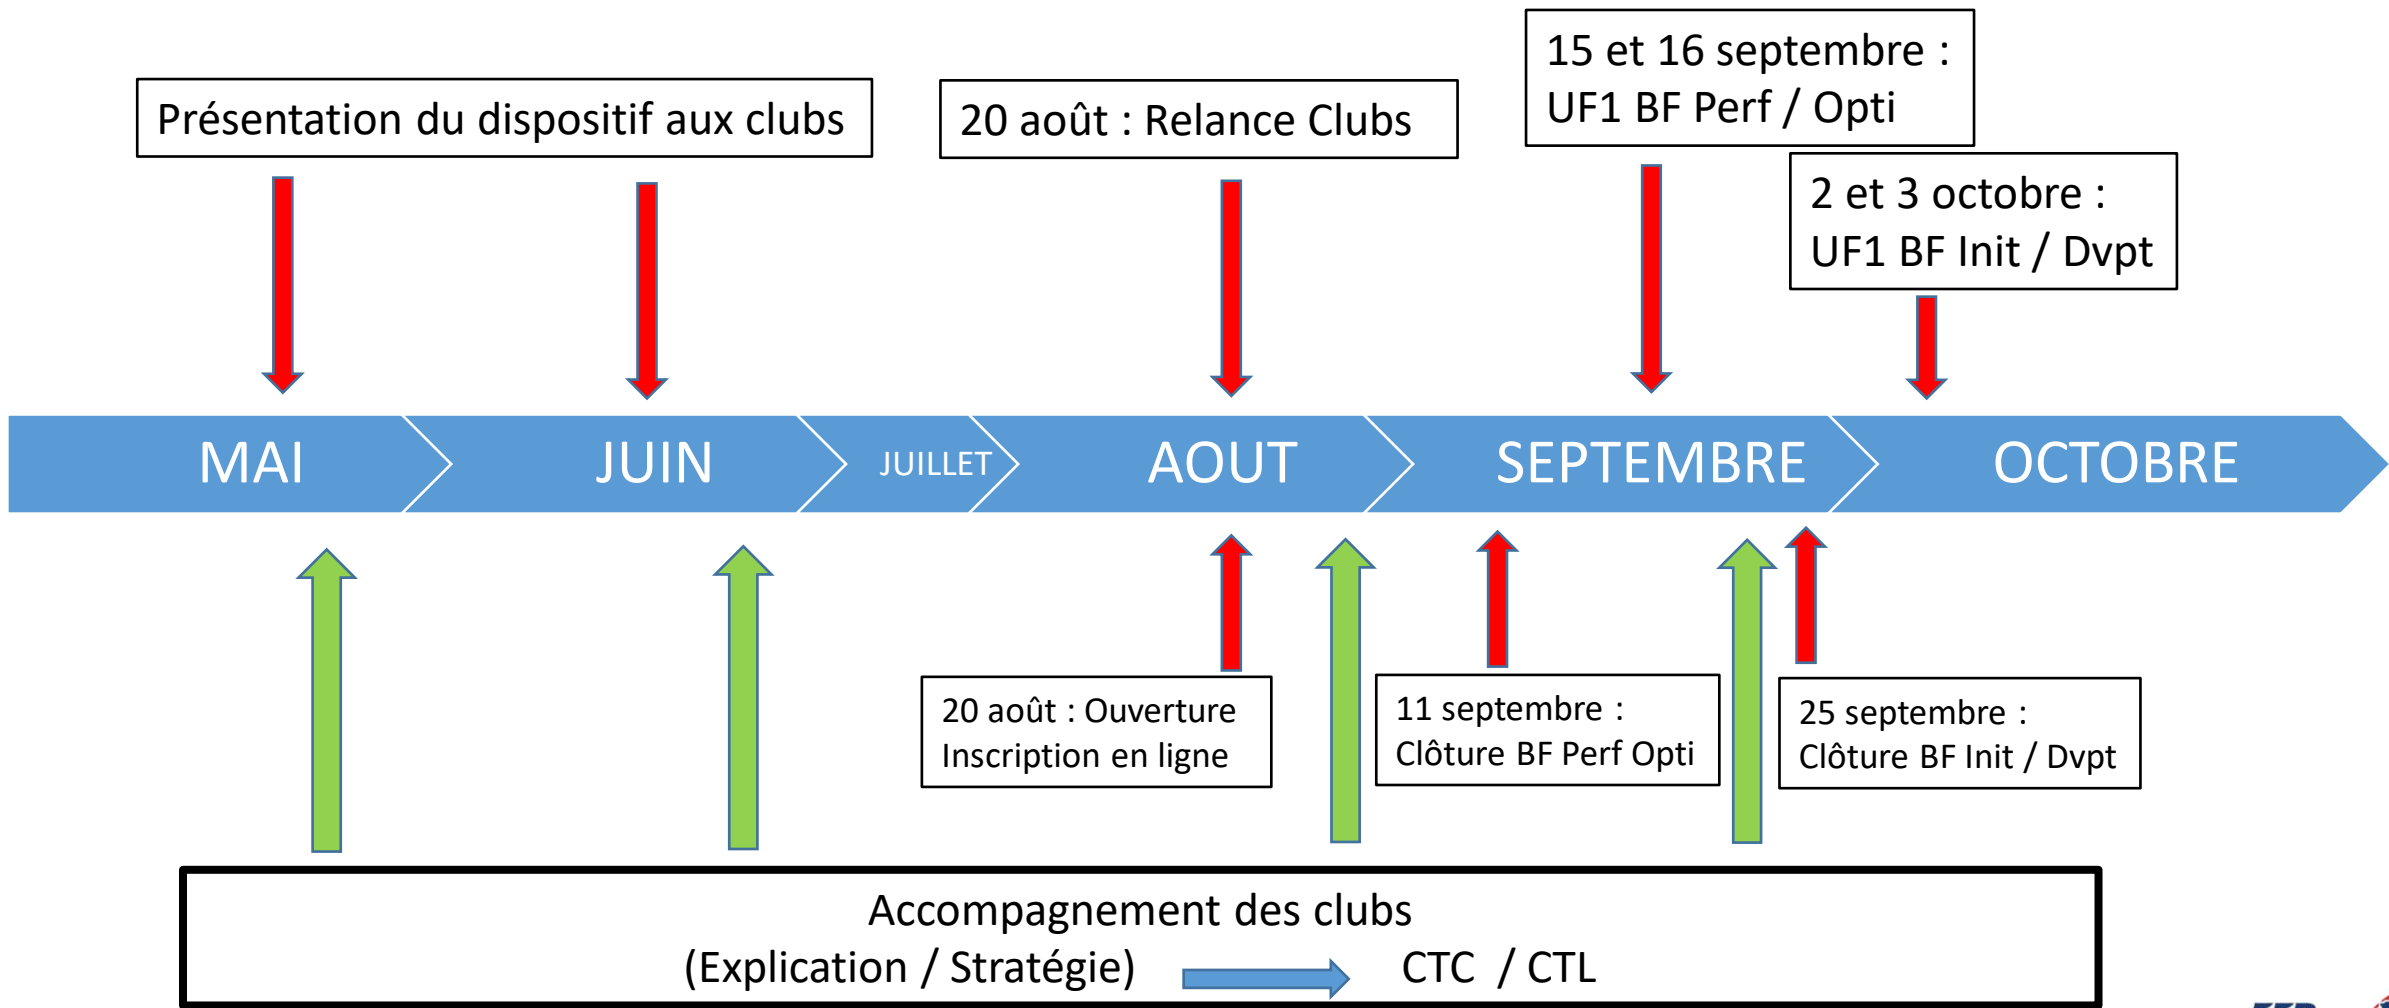 15 et 16 septembre :
UF1 BF Perf / Opti
Présentation du dispositif aux clubs
20 août : Relance Clubs
2 et 3 octobre :
UF1 BF Init / Dvpt
MAI
JUIN
JUILLET
AOUT
SEPTEMBRE
OCTOBRE
20 août : Ouverture
Inscription en ligne
11 septembre :
Clôture BF Perf Opti
25 septembre :
Clôture BF Init / Dvpt
Accompagnement des clubs
(Explication / Stratégie) CTC / CTL